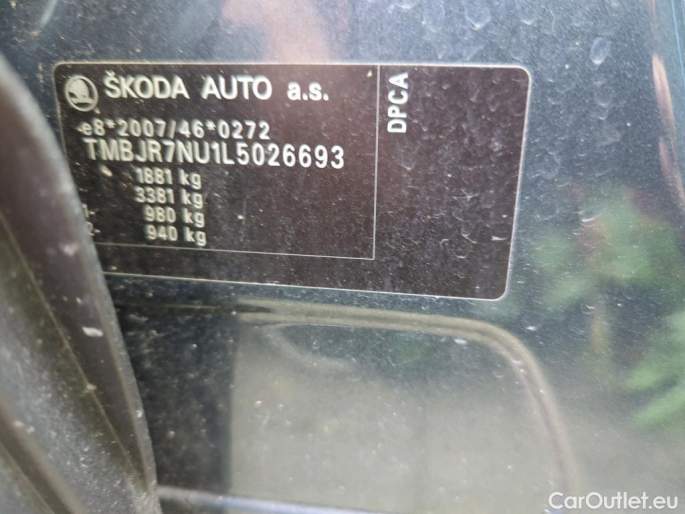 ŠKODA AUTO a.s.
e8*2007/46*0272
TMBJR7NU1L5026693
1881 kg
3381 kg
1- 980 kg
2- 940 kg
DPCA
CarOutlet.eu